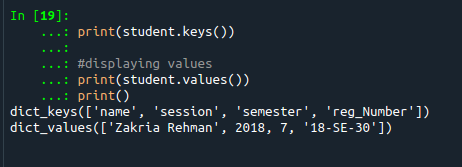 In [19]:
...: print(student.keys())
...:
...: #displaying values
...: print(student.values())
...: print()
dict_keys(['name', 'session', 'semester', 'reg_Number'])
dict_values(['Zakria Rehman', 2018, 7, '18-SE-30'])